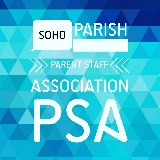 SOHO PARISH
PARENT STAFF
ASSOCIATION
PSA